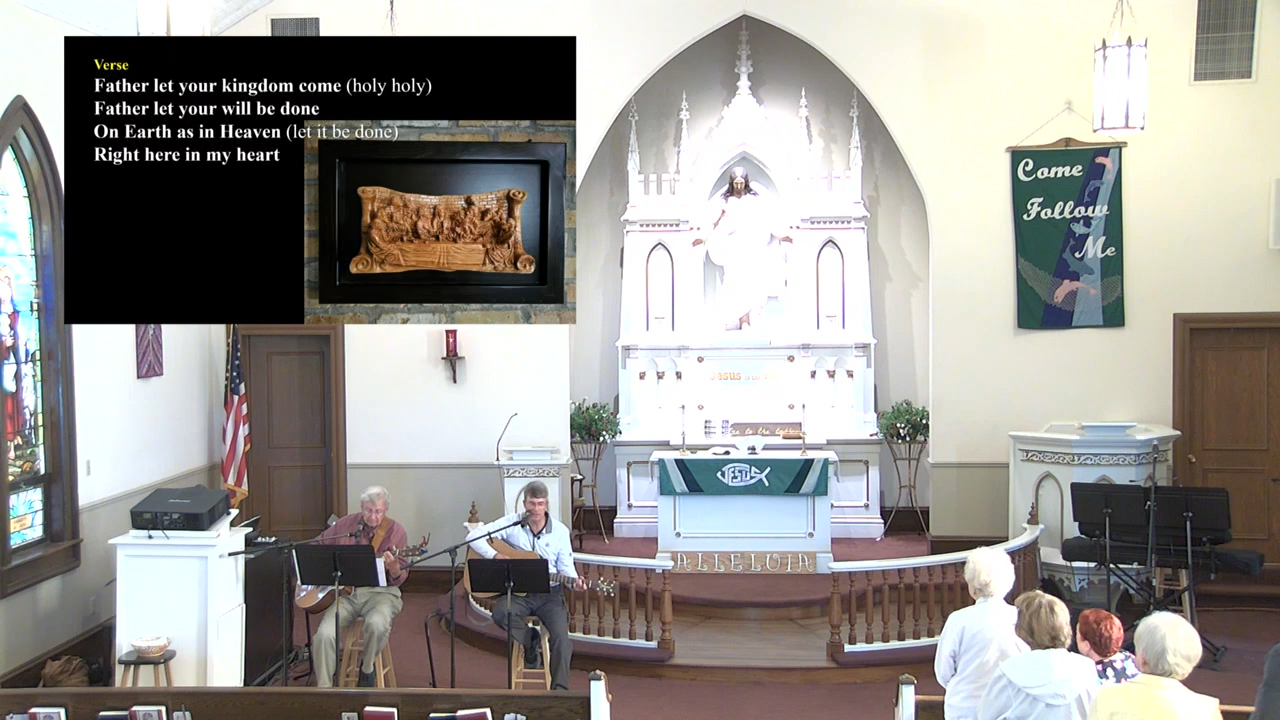 Verse
Father let your kingdom come (holy holy)
Father let your will be done
On Earth as in Heaven (let it be done)
Right here in my heart
Come
Follow
Me
Jesus
JESUS
ALLELUIA